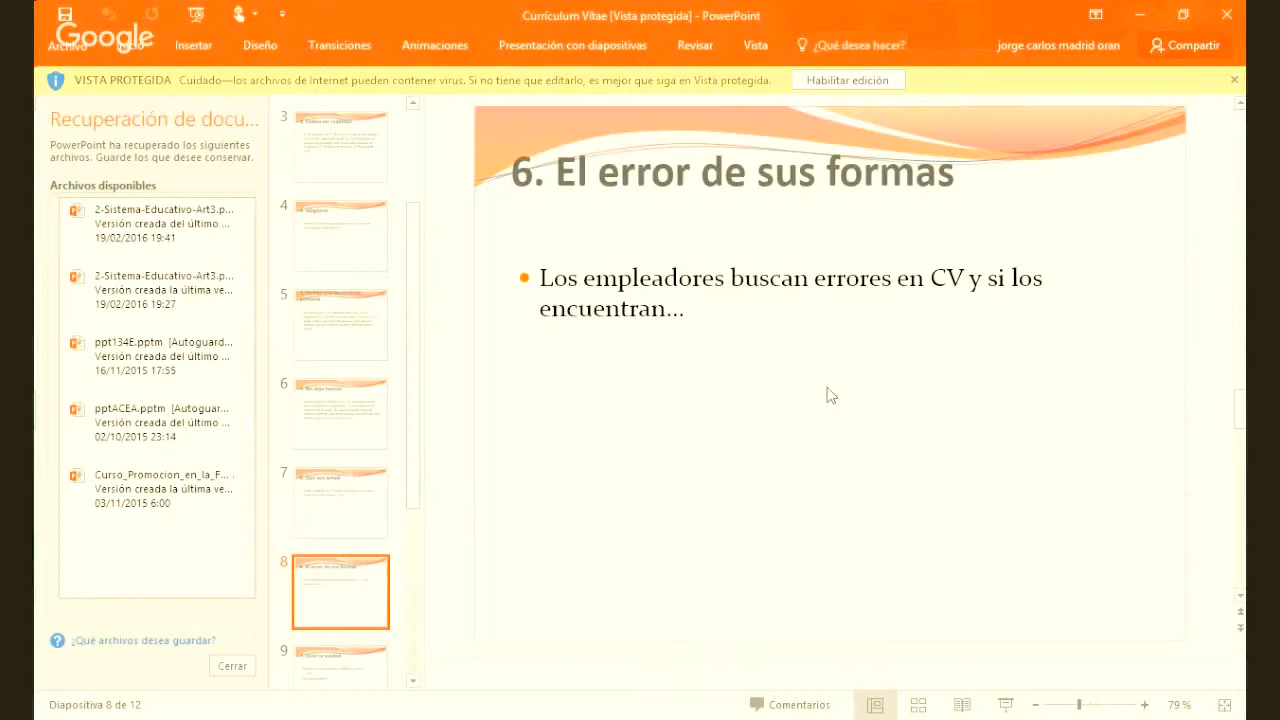 Currículum Vítae [Vista protegida] - PowerPoint
Google
Archivo
Insertar
Diseño
Transiciones
Animaciones
Presentación con diapositivas
Revisar
Vista
¿Qué desea hacer?
jorge carlos madrid oran
Compartir
VISTA PROTEGIDA Cuidado—los archivos de Internet pueden contener virus. Si no tiene que editarlo, es mejor que siga en Vista protegida.
Habilitar edición
Recuperación de docu...
PowerPoint ha recuperado los siguientes
archivos. Guarde los que desee conservar.
Archivos disponibles
2-Sistema-Educativo-Art3.p...
Versión creada del último ...
19/02/2016 19:41
2-Sistema-Educativo-Art3.p...
Versión creada la última ve...
19/02/2016 19:27
ppt134E.pptm [Autoguard...
Versión creada del último ...
16/11/2015 17:55
pptACEA.pptm [Autoguar...
Versión creada del último ...
02/10/2015 23:14
Curso_Promocion_en_la_F...
Versión creada la última ve...
03/11/2015 6:00
¿Qué archivos desea guardar?
Cerrar
3
4
5
6
7
8
6. El error de sus formas
9
6. El error de sus formas
Los empleadores buscan errores en CV y si los
encuentran...
Diapositiva 8 de 12
Comentarios
79 %